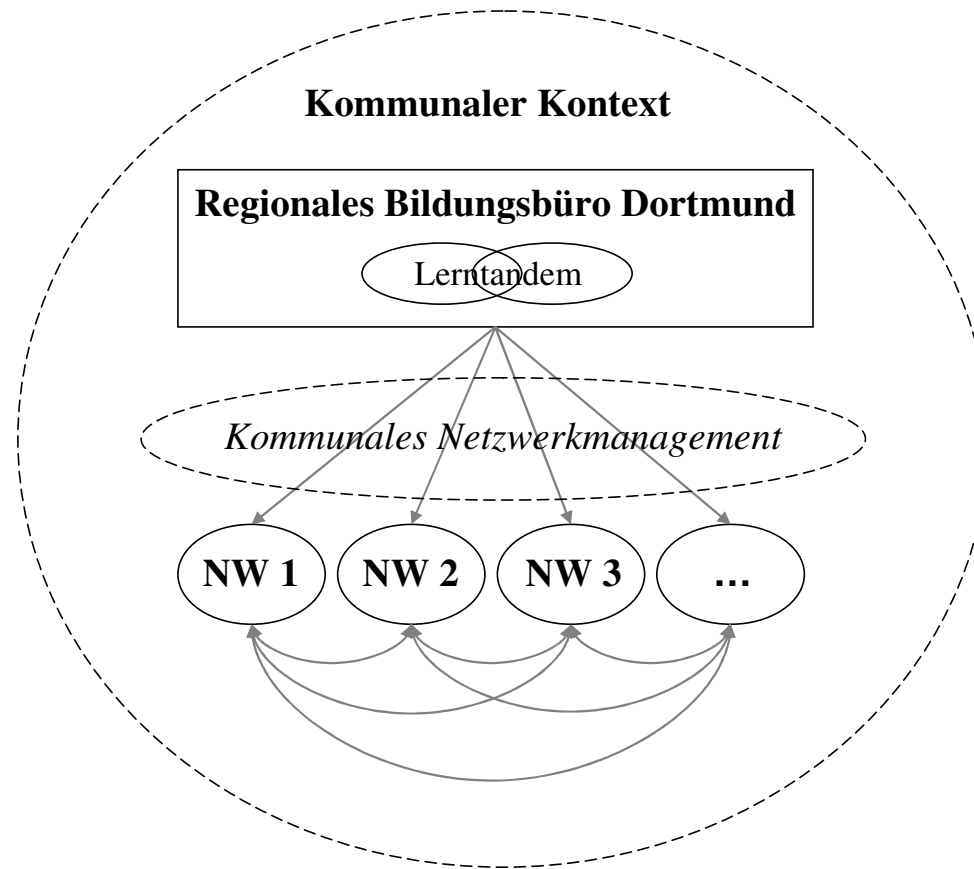 Kommunaler Kontext
Regionales Bildungsbüro Dortmund
Lerntandem
Kommunales Netzwerkmanagement
NW 1 NW 2 NW 3 ...